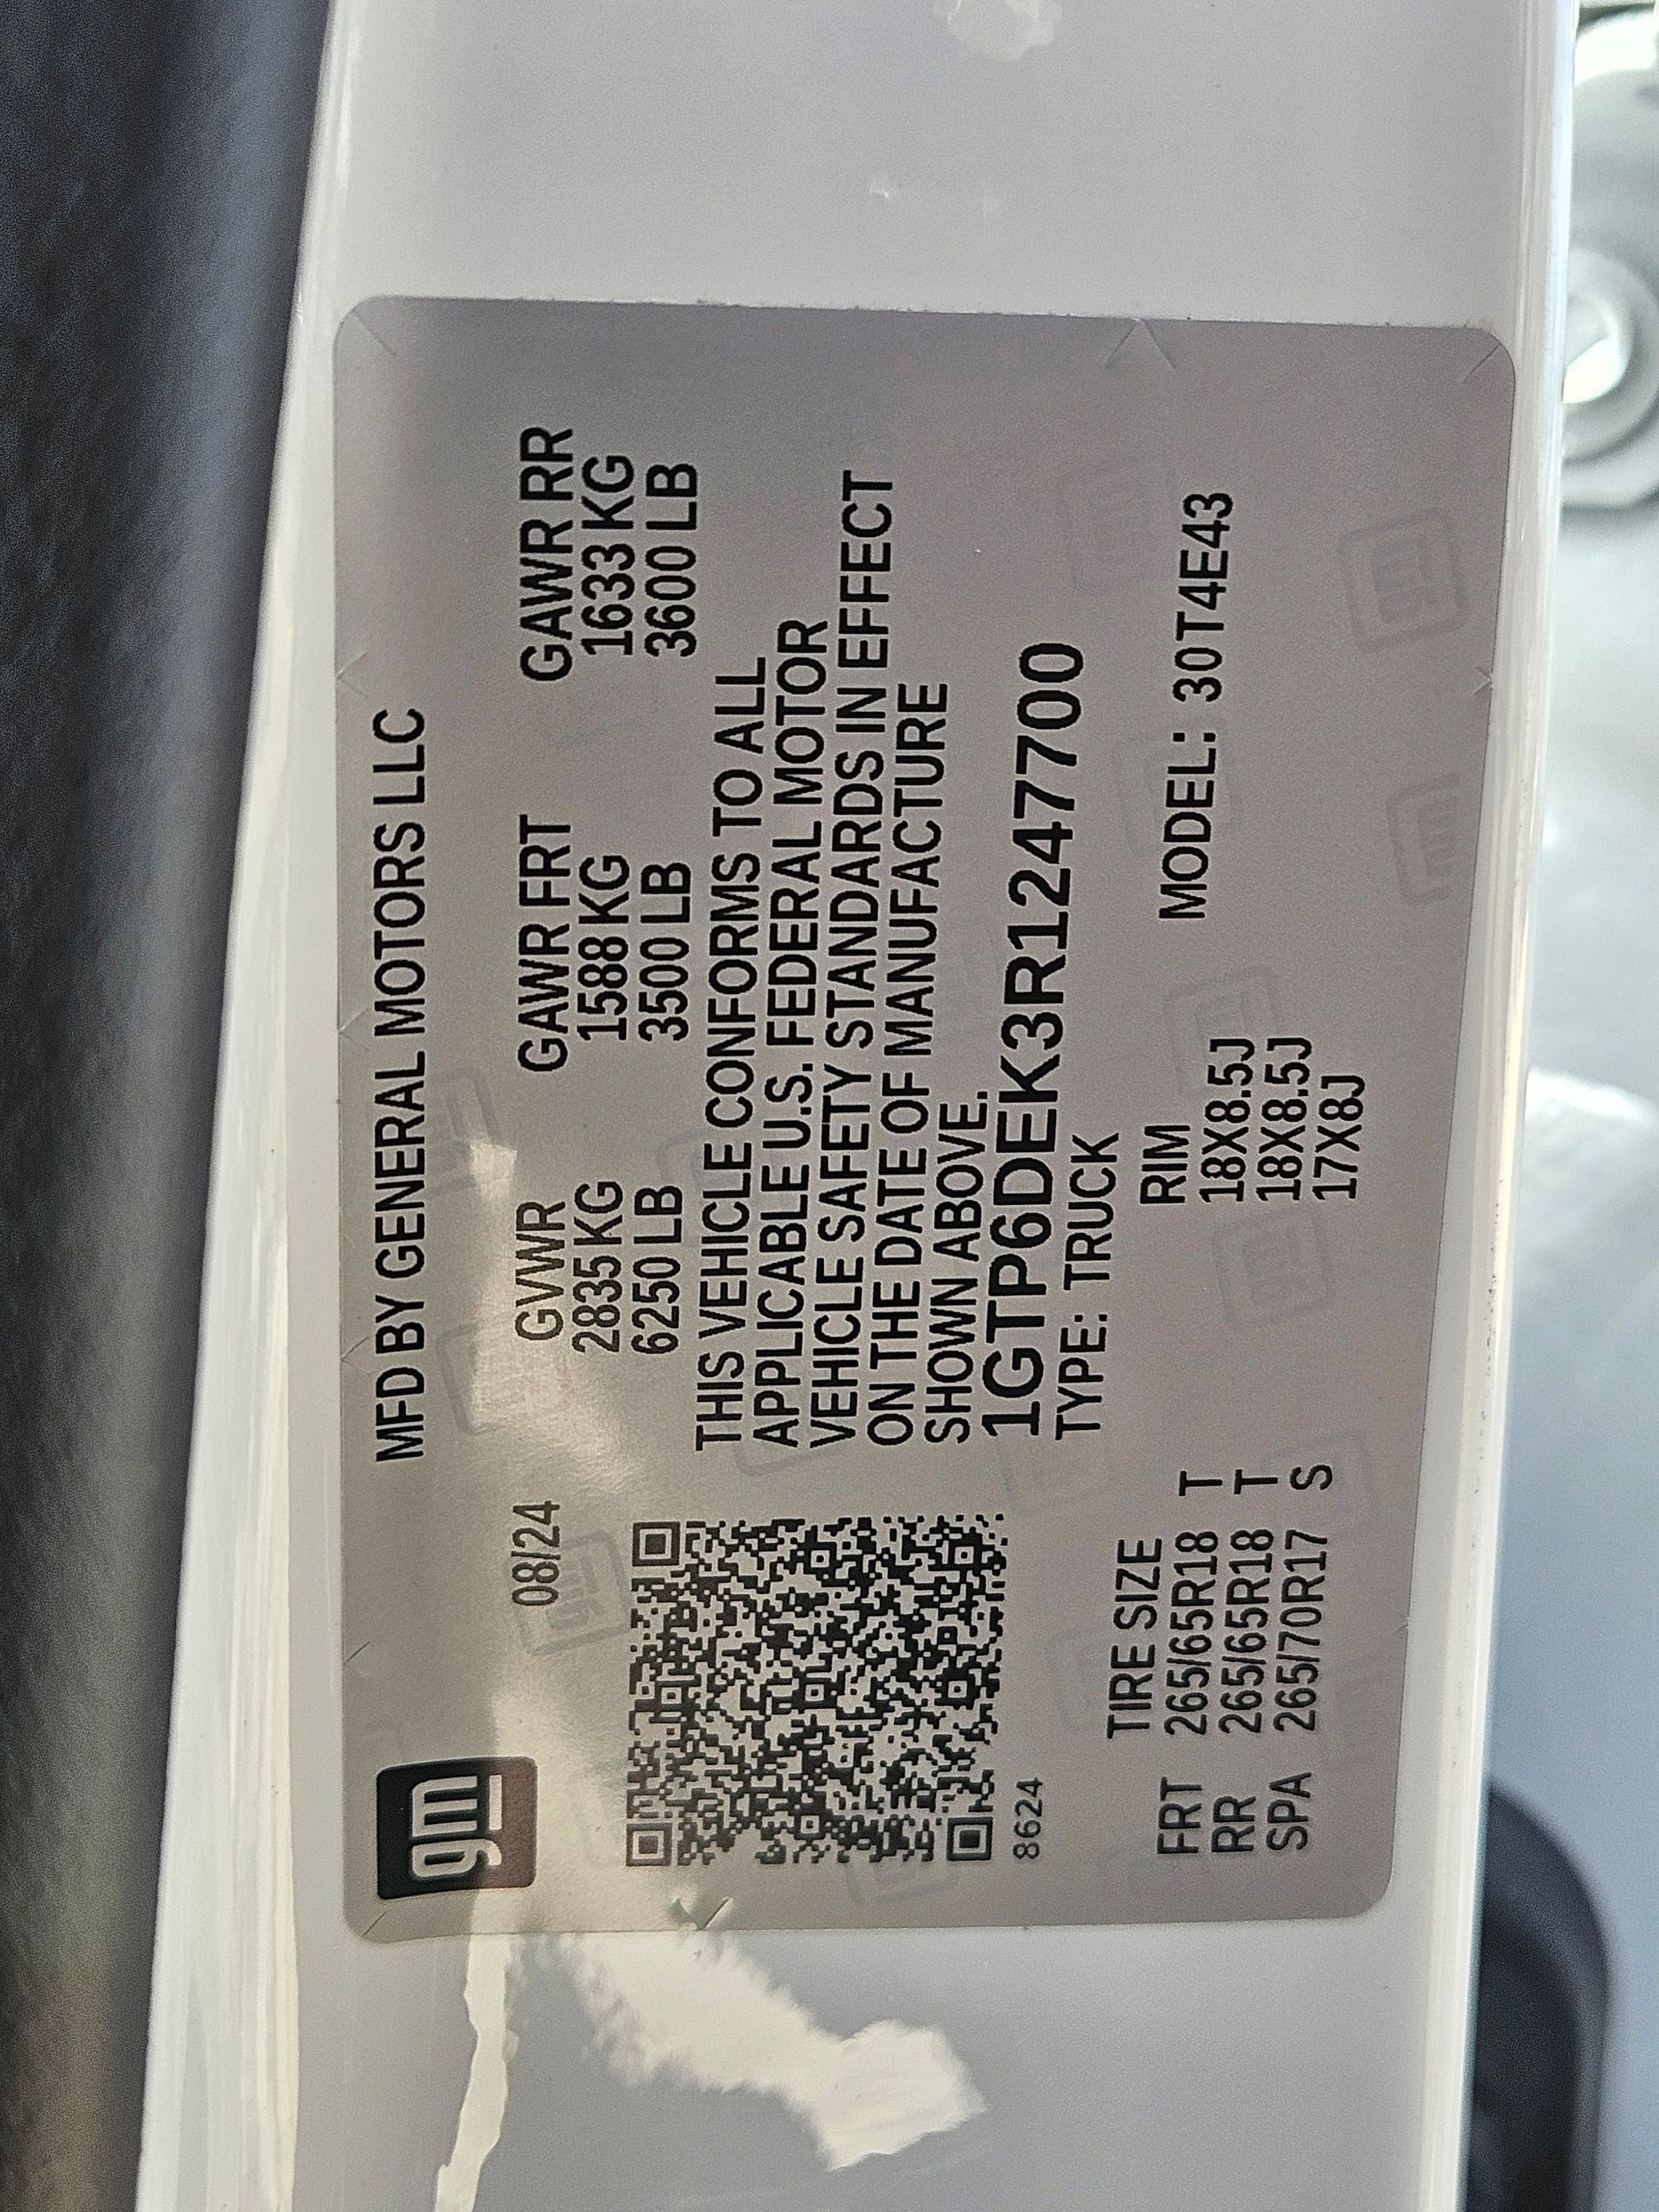 gm
MFD BY GENERAL MOTORS LLC
08/24
GVWR GAWR FRT GAWR RR
2835 KG 1588 KG 1633 KG
6250 LB 3500 LB 3600 LB
THIS VEHICLE CONFORMS TO ALL
APPLICABLE U.S. FEDERAL MOTOR
VEHICLE SAFETY STANDARDS IN EFFECT
ON THE DATE OF MANUFACTURE
SHOWN ABOVE.
1GTP6DEK3R1247700
8624
TYPE: TRUCK
TIRE SIZE RIM MODEL: 30T4E43
FRT 265/65R18 T 18X8.5J
RR 265/65R18 T 18X8.5J
SPA 265/70R17 S 17X8J